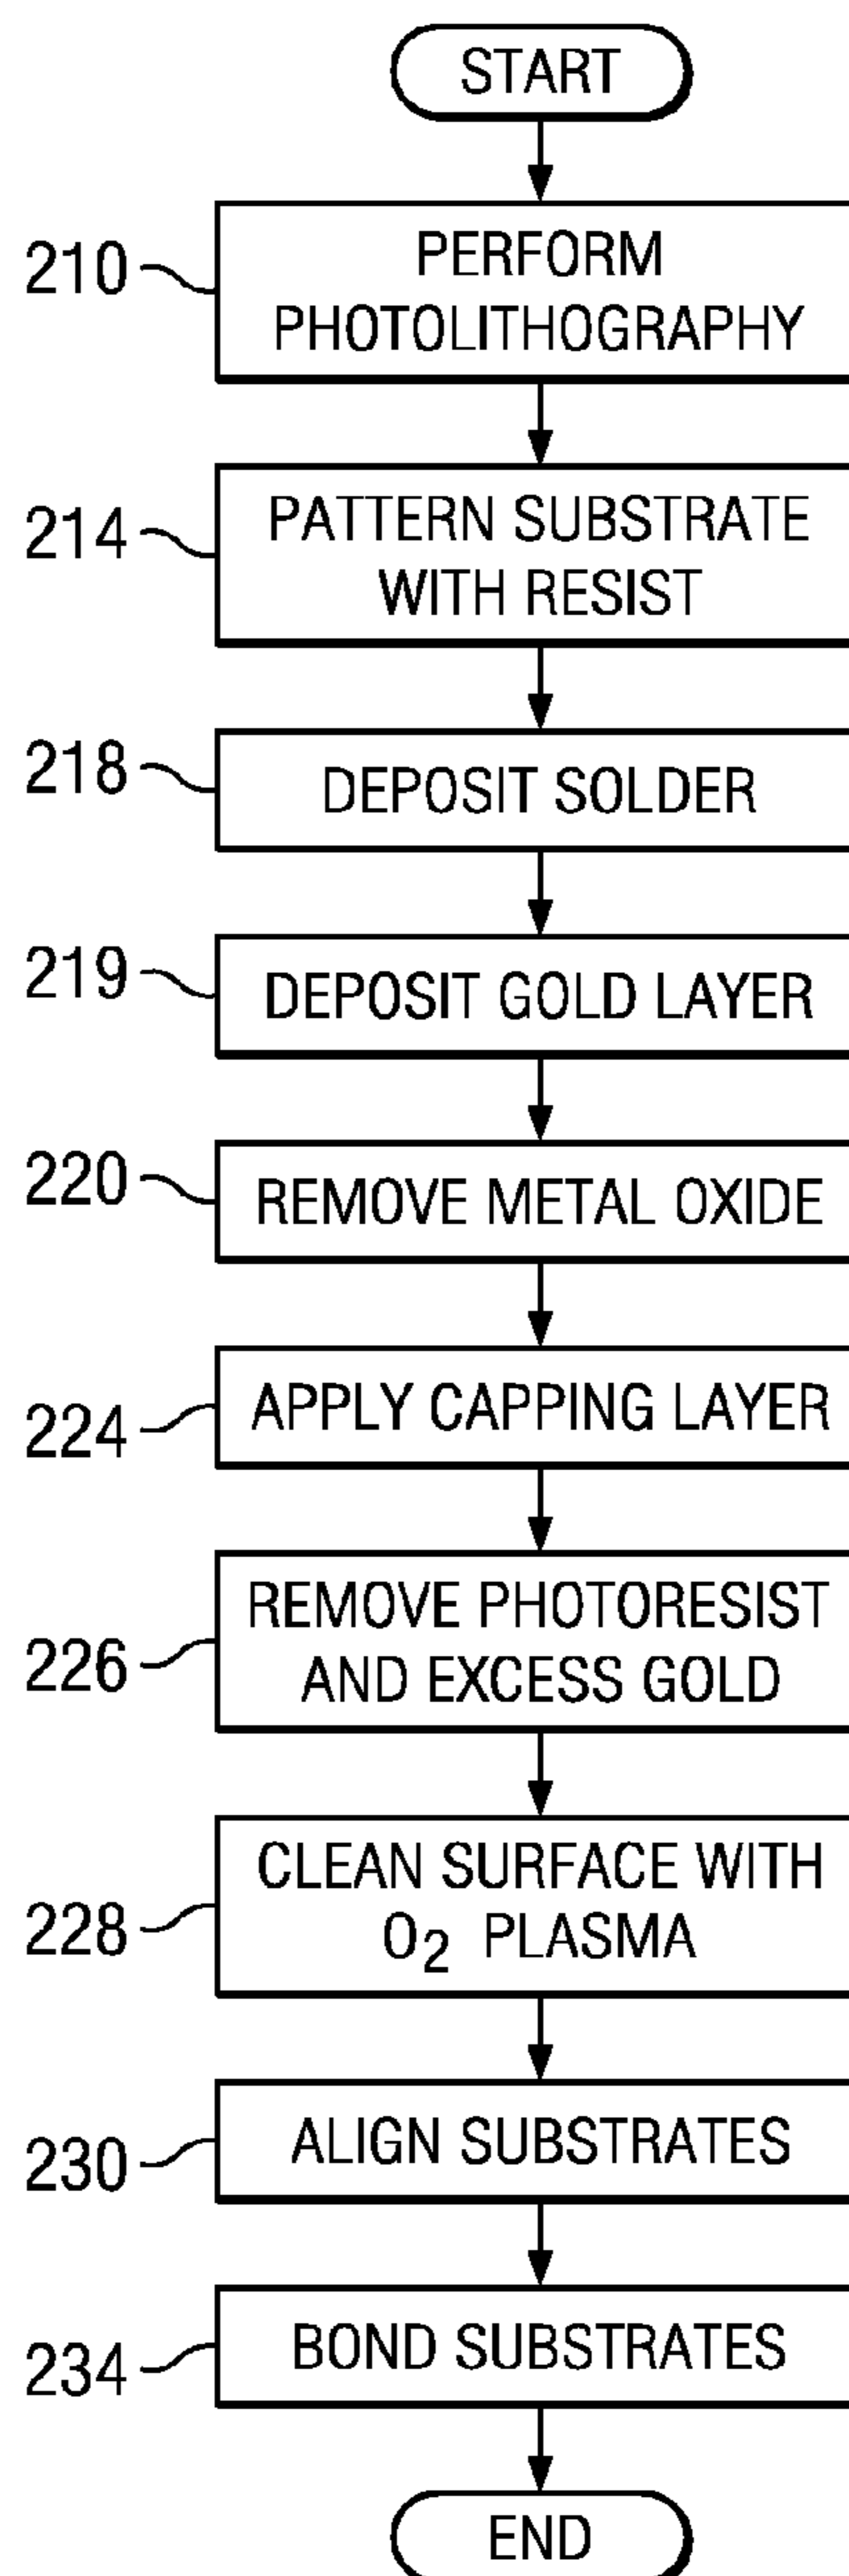 START
210
PERFORM
PHOTOLITHOGRAPHY
214
PATTERN SUBSTRATE
WITH RESIST
218
DEPOSIT SOLDER
219
DEPOSIT GOLD LAYER
220
REMOVE METAL OXIDE
224
APPLY CAPPING LAYER
226
REMOVE PHOTORESIST
AND EXCESS GOLD
228
CLEAN SURFACE WITH
O2 PLASMA
230
ALIGN SUBSTRATES
234
BOND SUBSTRATES
END